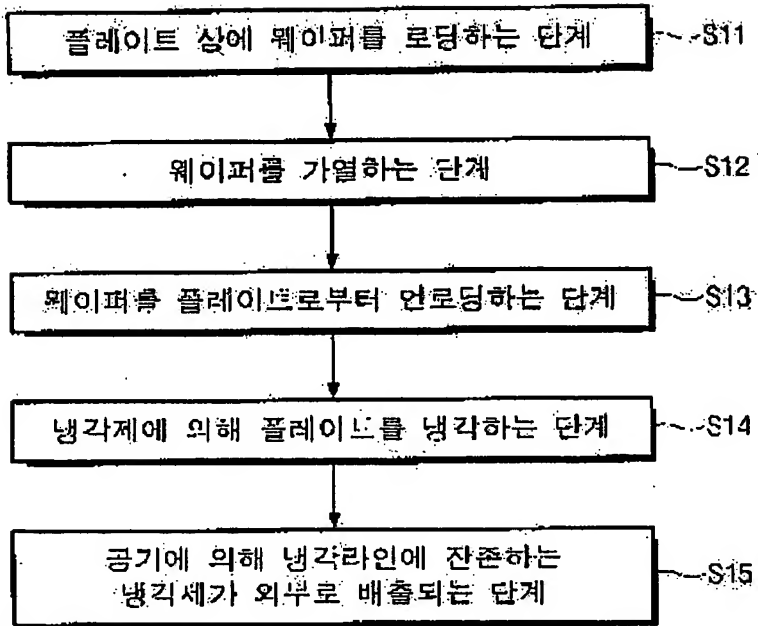 플레이트 상에 웨이퍼를 로딩하는 단계
S11
웨이퍼를 가열하는 단계
S12
웨이퍼를 플레이트로부터 언로딩하는 단계
S13
냉각제에 의해 플레이트를 냉각하는 단계
S14
공기에 의해 냉각라인에 잔존하는
냉각제가 외부로 배출되는 단계
S15